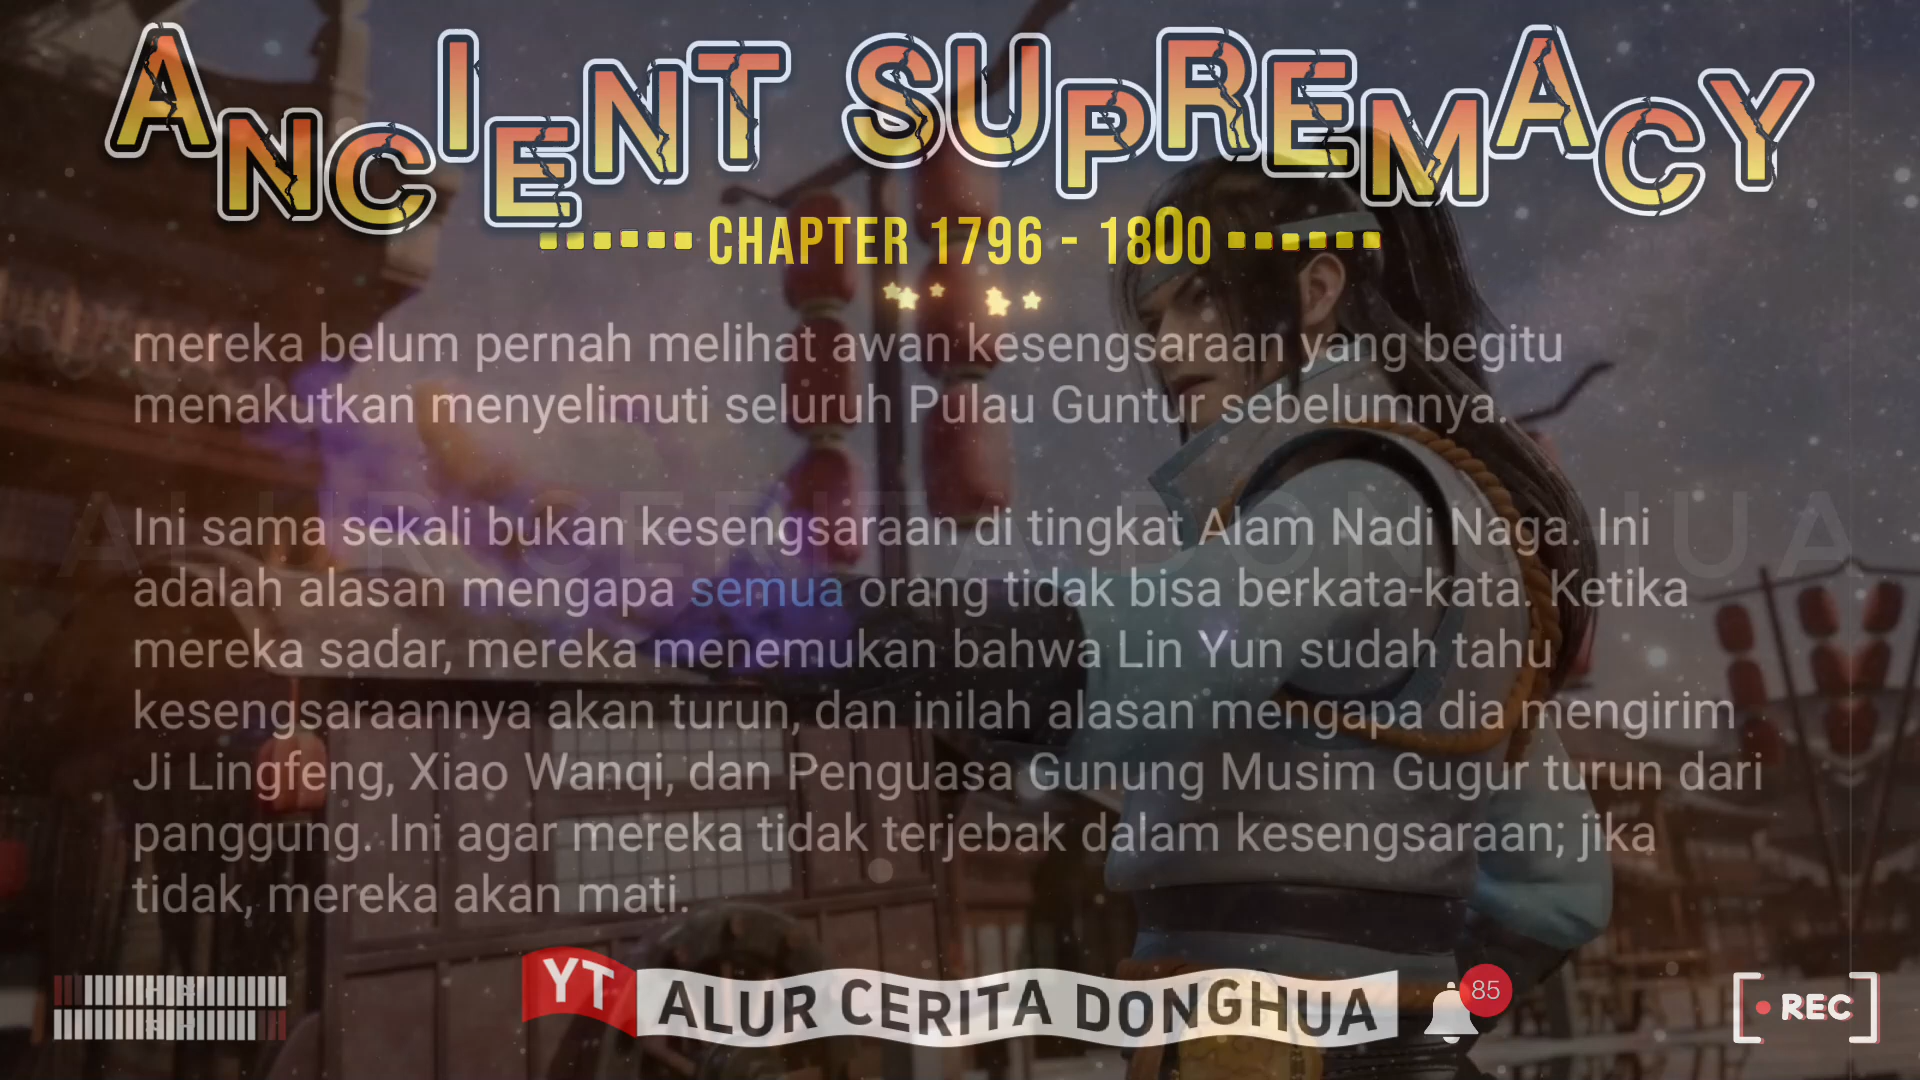 ANCIENT SUPREMACY
CHAPTER 1796 - 1800
mereka belum pernah melihat awan kesengsaraan yang begitu
menakutkan menyelimuti seluruh Pulau Guntur sebelumnya.
ALUR CERITA DONGHUA
Ini sama sekali bukan kesengsaraan di tingkat Alam Nadi Naga. Ini
adalah alasan mengapa semua orang tidak bisa berkata-kata. Ketika
mereka sadar, mereka menemukan bahwa Lin Yun sudah tahu
kesengsaraannya akan turun, dan inilah alasan mengapa dia mengirim
Ji Lingfeng, Xiao Wanqi, dan Penguasa Gunung Musim Gugur turun dari
panggung. Ini agar mereka tidak terjebak dalam kesengsaraan; jika
tidak, mereka akan mati.
YT ALUR CERITA DONGHUA
85
REC